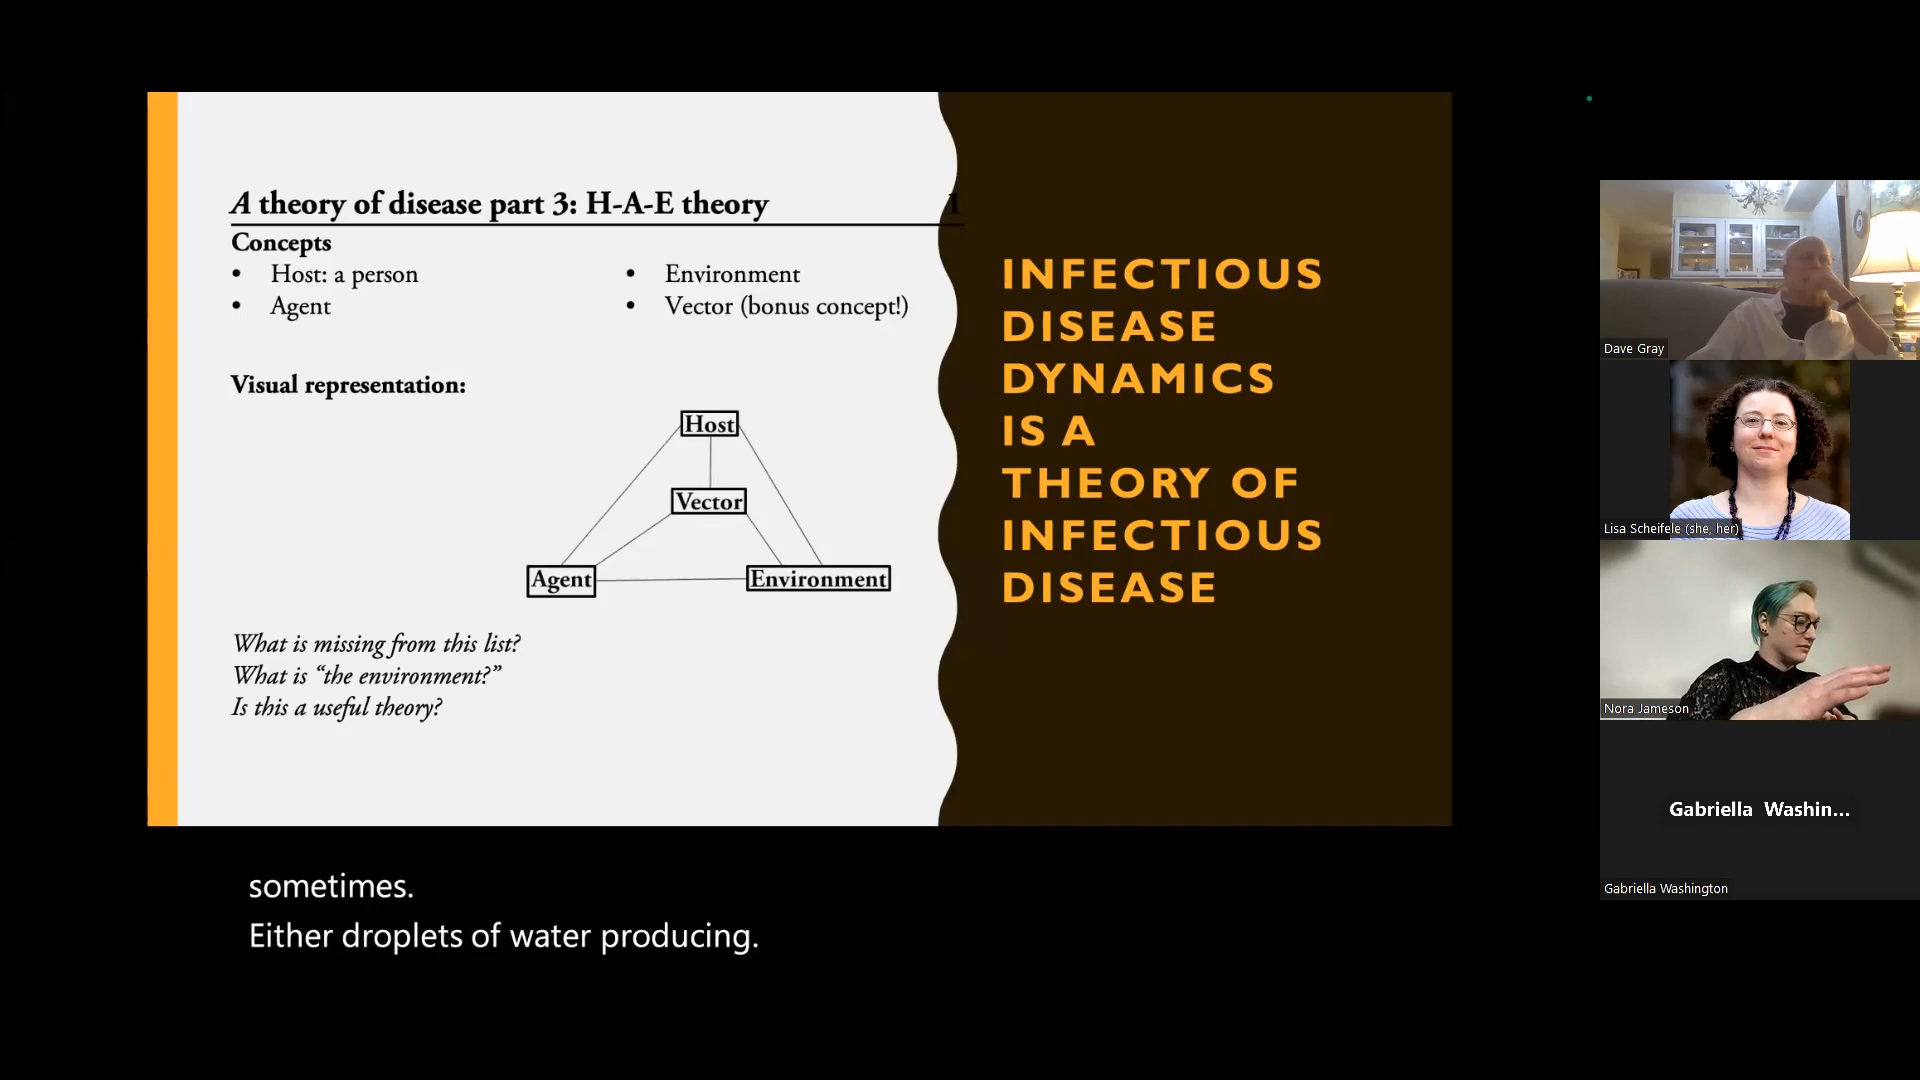 A theory of disease part 3: H-A-E theory 1
Concepts
• Host: a person
• Agent
• Environment
• Vector (bonus concept!)
Visual representation:
Host
Vector
Agent
Environment
What is missing from this list?
What is “the environment?”
Is this a useful theory?
INFECTIOUS
DISEASE
DYNAMICS
IS A
THEORY OF
INFECTIOUS
DISEASE
sometimes.
Either droplets of water producing.
Dave Gray
Lisa Scheifele (she, her)
Nora Jameson
Gabriella Washin...
Gabriella Washington